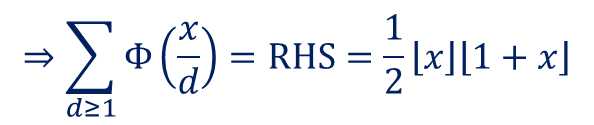 ⇒ ∑_{d≥1} Φ(x/d) = RHS = 1/2 ⌊x⌋⌊1 + x⌋